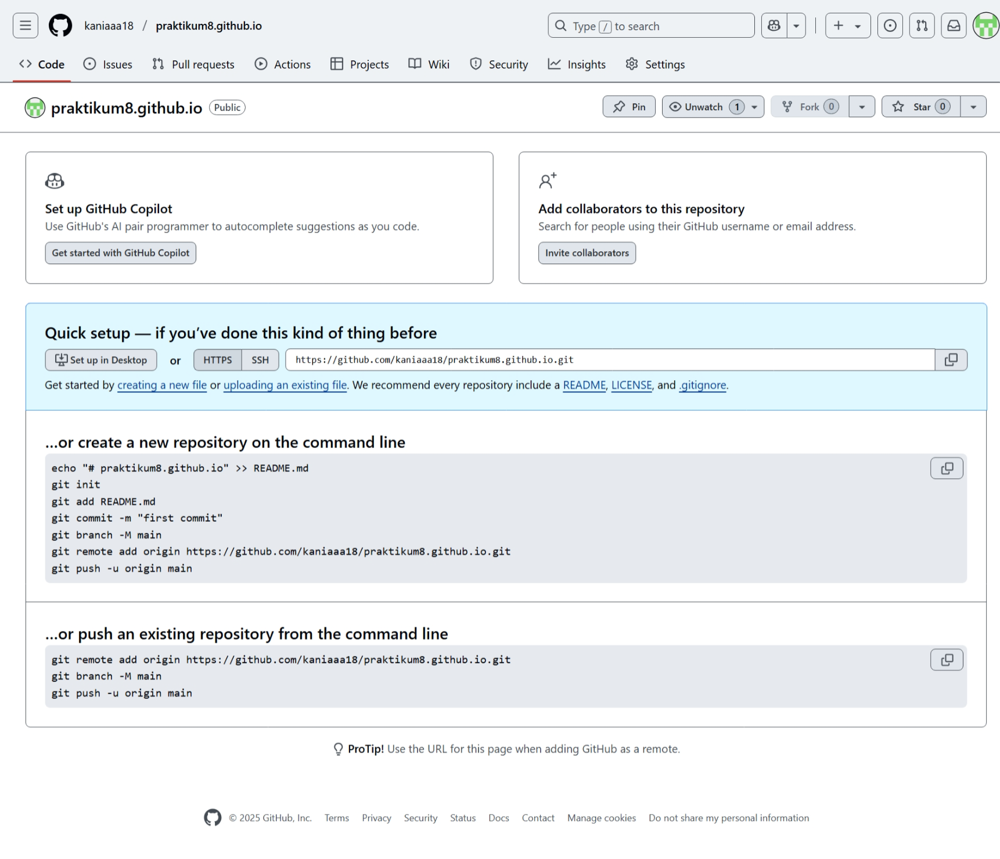 kaniaaa18 / praktikum8.github.io
Type / to search
Code Issues Pull requests Actions Projects Wiki Security Insights Settings
praktikum8.github.io Public
Pin Unwatch 1 Fork 0 Star 0
Set up GitHub Copilot
Use GitHub's AI pair programmer to autocomplete suggestions as you code.
Get started with GitHub Copilot
Add collaborators to this repository
Search for people using their GitHub username or email address.
Invite collaborators
Quick setup — if you’ve done this kind of thing before
Set up in Desktop or HTTPS SSH https://github.com/kaniaaa18/praktikum8.github.io.git
Get started by creating a new file or uploading an existing file. We recommend every repository include a README, LICENSE, and .gitignore.
…or create a new repository on the command line
echo "# praktikum8.github.io" >> README.md
git init
git add README.md
git commit -m "first commit"
git branch -M main
git remote add origin https://github.com/kaniaaa18/praktikum8.github.io.git
git push -u origin main
…or push an existing repository from the command line
git remote add origin https://github.com/kaniaaa18/praktikum8.github.io.git
git branch -M main
git push -u origin main
ProTip! Use the URL for this page when adding GitHub as a remote.
© 2025 GitHub, Inc. Terms Privacy Security Status Docs Contact Manage cookies Do not share my personal information